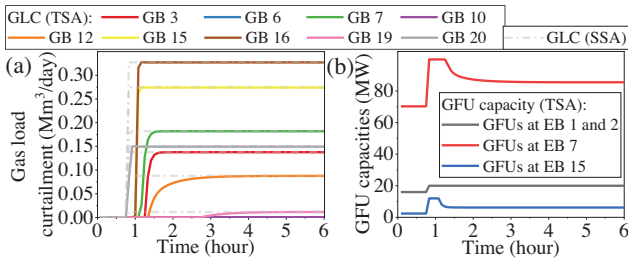 GLC (TSA): GB 3 GB 6 GB 7 GB 10
GB 12 GB 15 GB 16 GB 19 GB 20 GLC (SSA)
(a)
Gas load
curtailment (Mm³/day)
0.30
0.25
0.20
0.15
0.10
0.05
0.00
0 1 2 3 4 5 6
Time (hour)
(b)
GFU capacities (MW)
80
60
40
20
0
GFU capacity (TSA):
GFUs at EB 1 and 2
GFUs at EB 7
GFUs at EB 15
0 1 2 3 4 5 6
Time (hour)